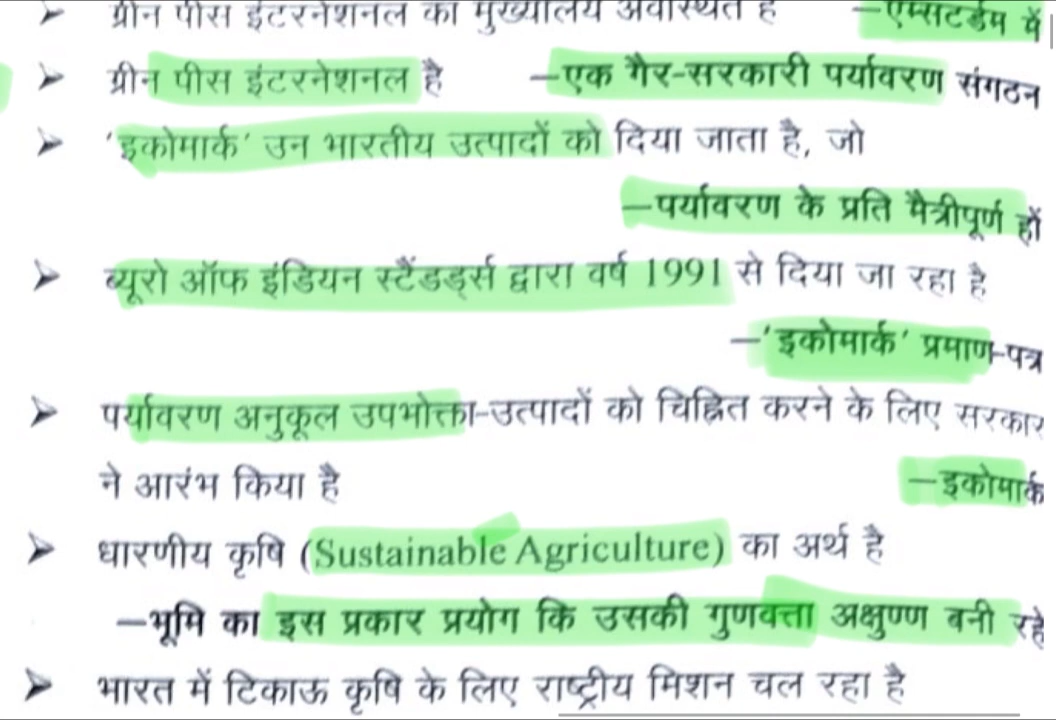 ➤ ग्रीन पीस इंटरनेशनल का मुख्यालय अवस्थित है —एम्सटर्डम में
➤ ग्रीन पीस इंटरनेशनल है —एक गैर-सरकारी पर्यावरण संगठन
➤ 'इकोमार्क' उन भारतीय उत्पादों को दिया जाता है, जो
—पर्यावरण के प्रति मैत्रीपूर्ण हों
➤ ब्यूरो ऑफ इंडियन स्टैंडर्ड्स द्वारा वर्ष 1991 से दिया जा रहा है
—'इकोमार्क' प्रमाण-पत्र
➤ पर्यावरण अनुकूल उपभोक्ता-उत्पादों को चिह्नित करने के लिए सरकार
ने आरंभ किया है —इकोमार्क
➤ धारणीय कृषि (Sustainable Agriculture) का अर्थ है
—भूमि का इस प्रकार प्रयोग कि उसकी गुणवत्ता अक्षुण्ण बनी रहे
➤ भारत में टिकाऊ कृषि के लिए राष्ट्रीय मिशन चल रहा है